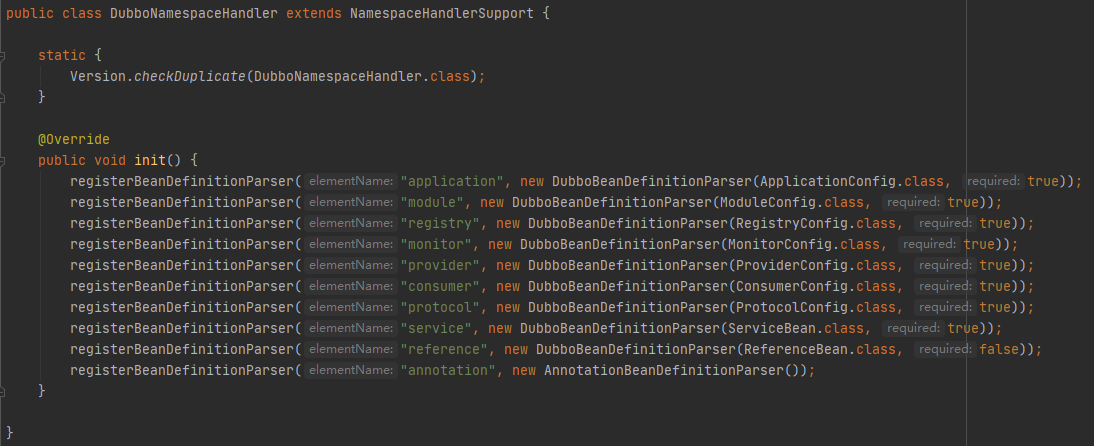 public class DubboNamespaceHandler extends NamespaceHandlerSupport {
static {
Version.checkDuplicate(DubboNamespaceHandler.class);
}
@Override
public void init() {
registerBeanDefinitionParser( elementName: "application", new DubboBeanDefinitionParser(ApplicationConfig.class, required: true));
registerBeanDefinitionParser( elementName: "module", new DubboBeanDefinitionParser(ModuleConfig.class, required: true));
registerBeanDefinitionParser( elementName: "registry", new DubboBeanDefinitionParser(RegistryConfig.class, required: true));
registerBeanDefinitionParser( elementName: "monitor", new DubboBeanDefinitionParser(MonitorConfig.class, required: true));
registerBeanDefinitionParser( elementName: "provider", new DubboBeanDefinitionParser(ProviderConfig.class, required: true));
registerBeanDefinitionParser( elementName: "consumer", new DubboBeanDefinitionParser(ConsumerConfig.class, required: true));
registerBeanDefinitionParser( elementName: "protocol", new DubboBeanDefinitionParser(ProtocolConfig.class, required: true));
registerBeanDefinitionParser( elementName: "service", new DubboBeanDefinitionParser(ServiceBean.class, required: true));
registerBeanDefinitionParser( elementName: "reference", new DubboBeanDefinitionParser(ReferenceBean.class, required: false));
registerBeanDefinitionParser( elementName: "annotation", new AnnotationBeanDefinitionParser());
}
}